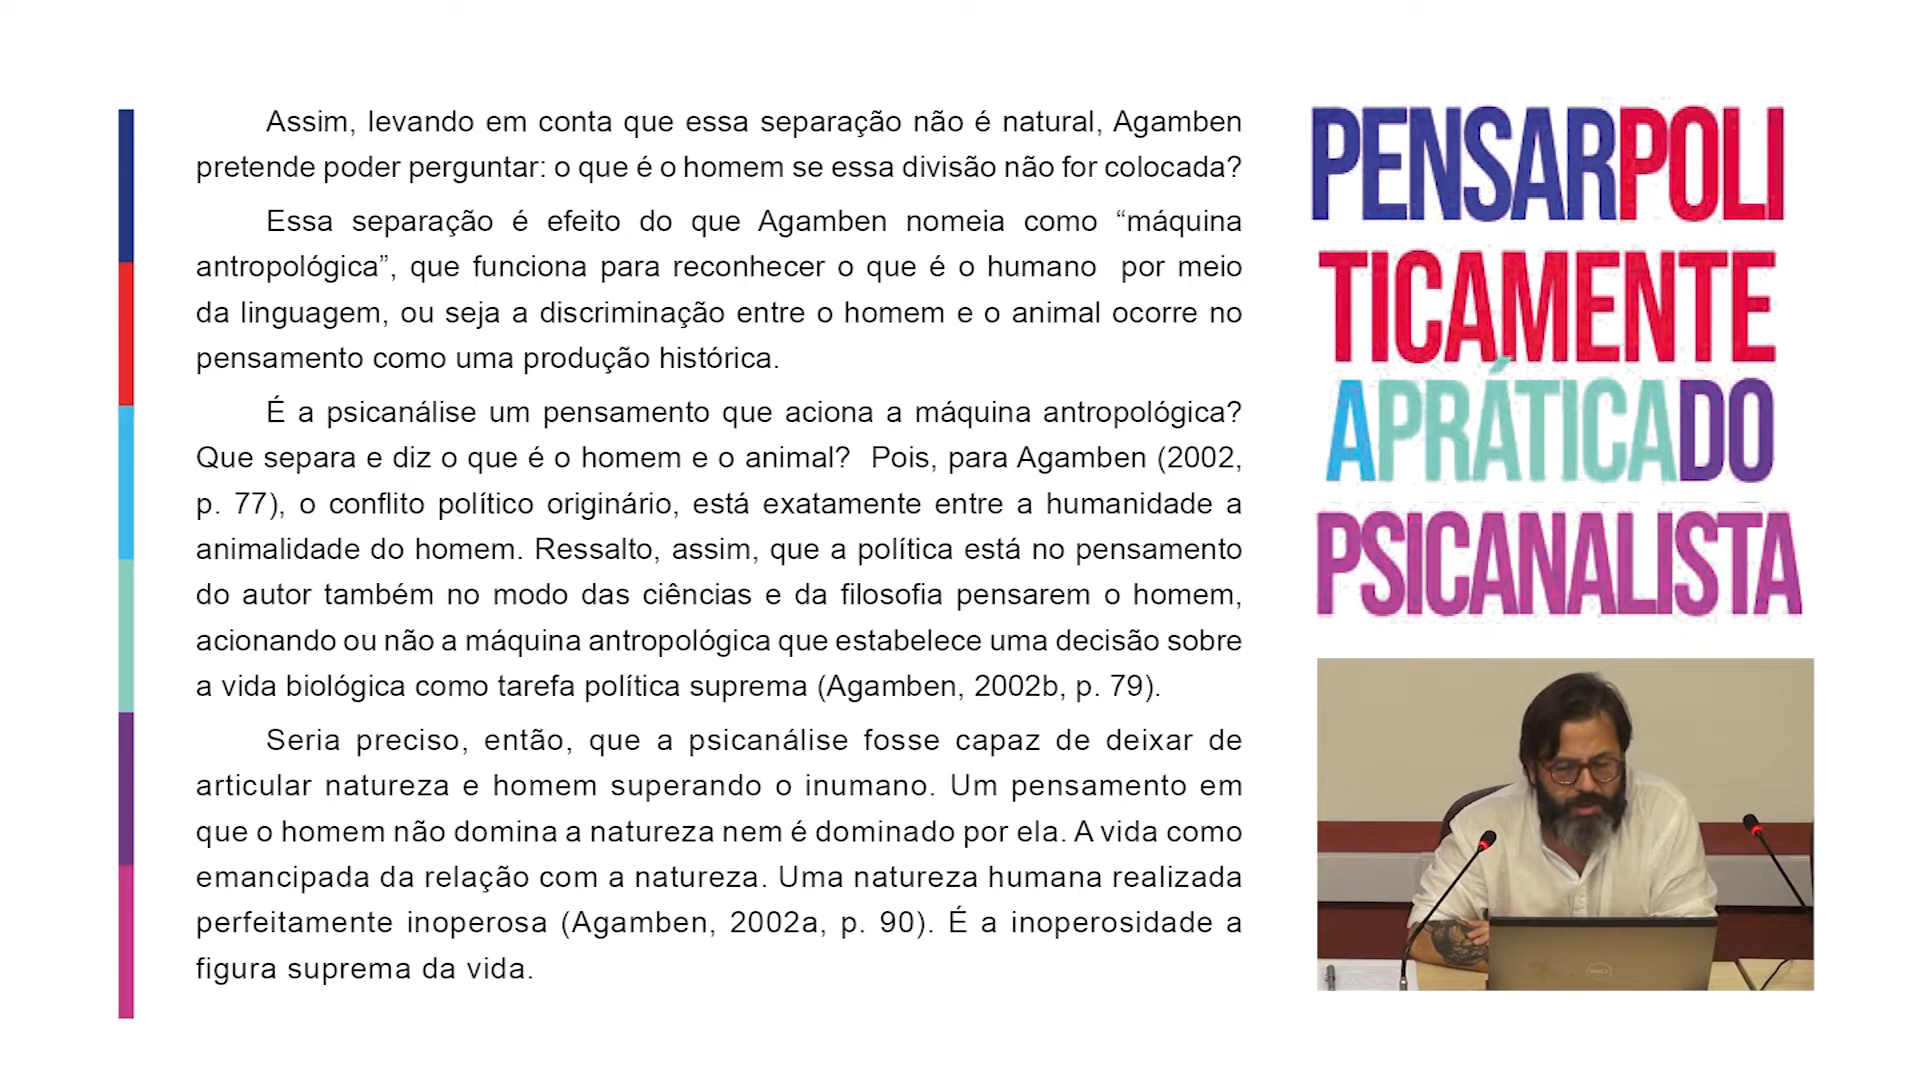 Assim, levando em conta que essa separação não é natural, Agamben
pretende poder perguntar: o que é o homem se essa divisão não for colocada?
Essa separação é efeito do que Agamben nomeia como “máquina
antropológica”, que funciona para reconhecer o que é o humano por meio
da linguagem, ou seja a discriminação entre o homem e o animal ocorre no
pensamento como uma produção histórica.
É a psicanálise um pensamento que aciona a máquina antropológica?
Que separa e diz o que é o homem e o animal? Pois, para Agamben (2002,
p. 77), o conflito político originário, está exatamente entre a humanidade a
animalidade do homem. Ressalto, assim, que a política está no pensamento
do autor também no modo das ciências e da filosofia pensarem o homem,
acionando ou não a máquina antropológica que estabelece uma decisão sobre
a vida biológica como tarefa política suprema (Agamben, 2002b, p. 79).
Seria preciso, então, que a psicanálise fosse capaz de deixar de
articular natureza e homem superando o inumano. Um pensamento em
que o homem não domina a natureza nem é dominado por ela. A vida como
emancipada da relação com a natureza. Uma natureza humana realizada
perfeitamente inoperosa (Agamben, 2002a, p. 90). É a inoperosidade a
figura suprema da vida.
PENSARPOLI
TICAMENTE
APRÁTICADO
PSICANALISTA
DELL